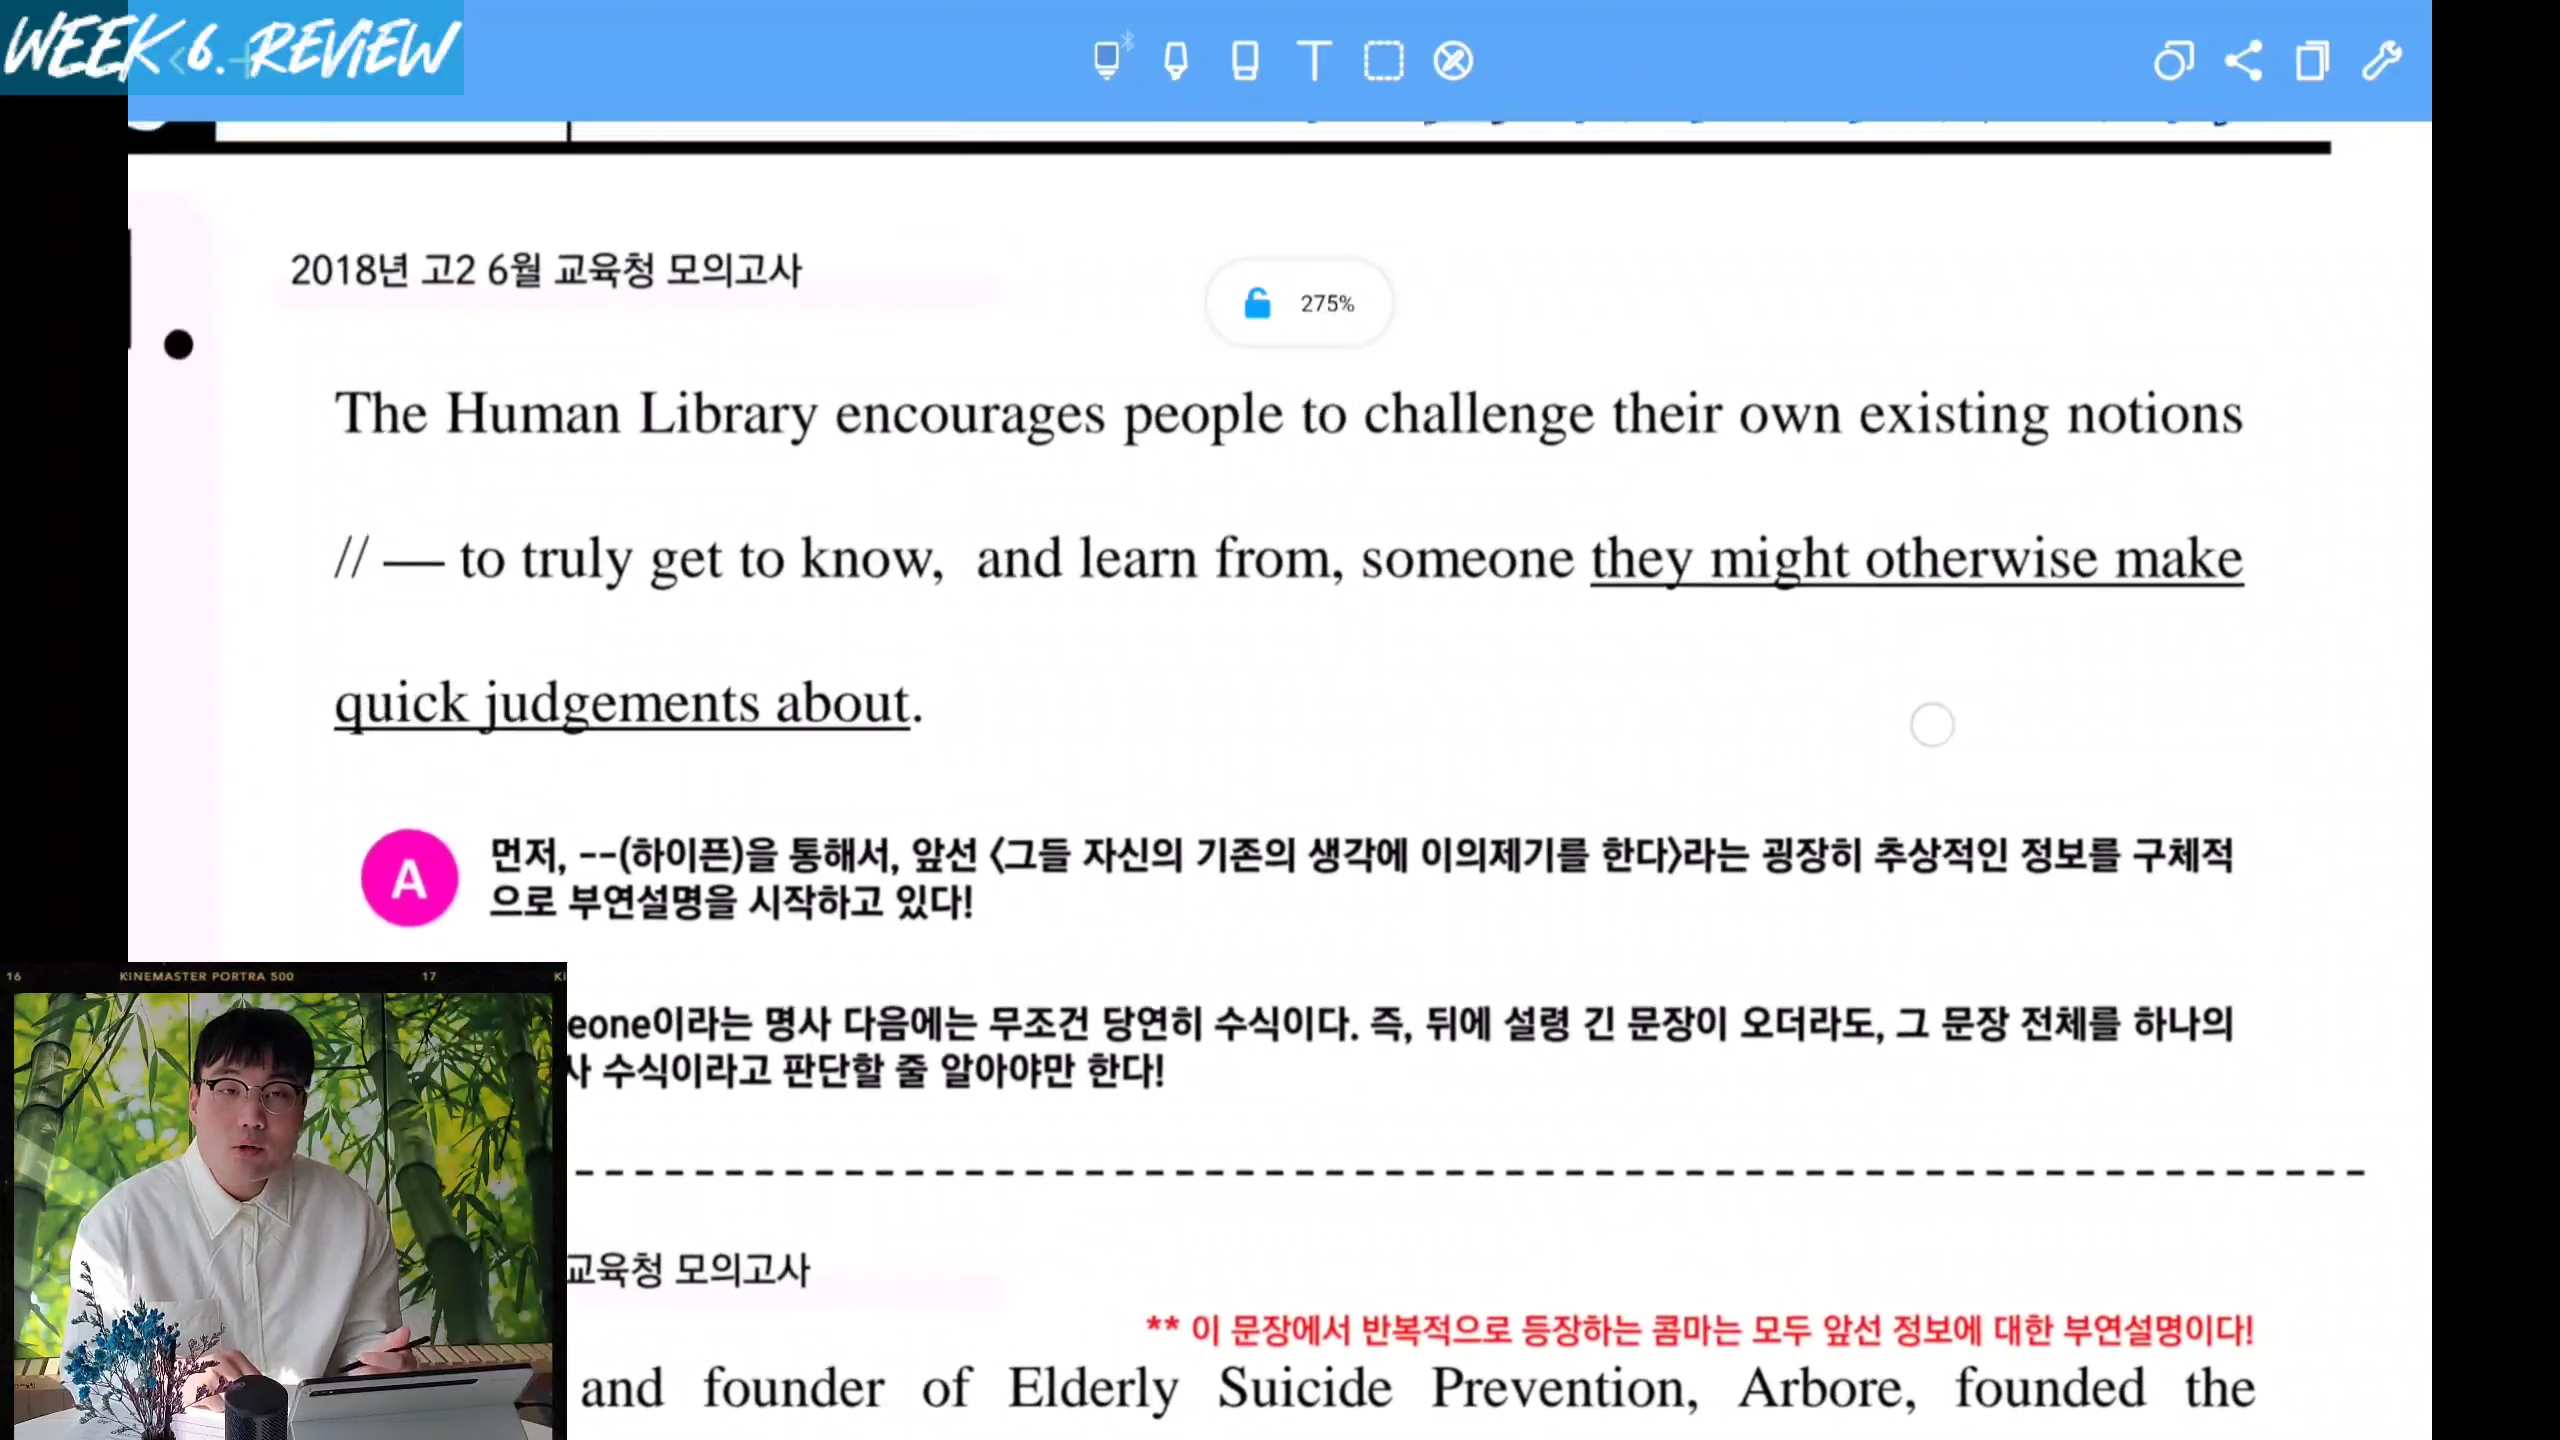 WEEK 6. REVIEW
2018년 고2 6월 교육청 모의고사
275%
The Human Library encourages people to challenge their own existing notions
// — to truly get to know,  and learn from, someone they might otherwise make
quick judgements about.
A
먼저, --(하이픈)을 통해서, 앞선 <그들 자신의 기존의 생각에 이의제기를 한다>라는 굉장히 추상적인 정보를 구체적
으로 부연설명을 시작하고 있다!
eone이라는 명사 다음에는 무조건 당연히 수식이다. 즉, 뒤에 설령 긴 문장이 오더라도, 그 문장 전체를 하나의
사 수식이라고 판단할 줄 알아야만 한다!
교육청 모의고사
** 이 문장에서 반복적으로 등장하는 콤마는 모두 앞선 정보에 대한 부연설명이다!
and founder of Elderly Suicide Prevention, Arbore, founded the
16 KINEMASTER PORTRA 500 17 KI